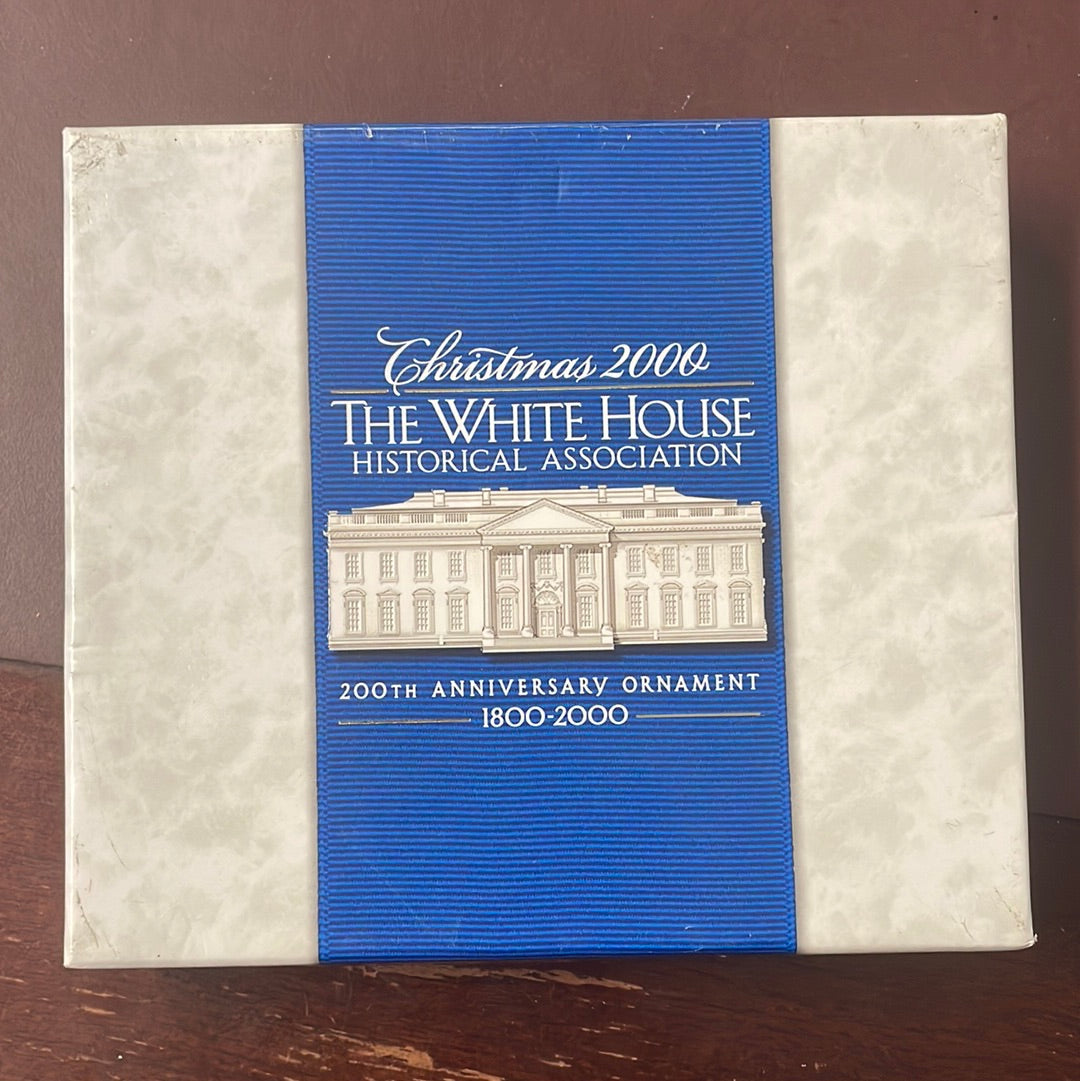 Christmas 2000
THE WHITE HOUSE
HISTORICAL ASSOCIATION
200TH ANNIVERSARY ORNAMENT
1800-2000